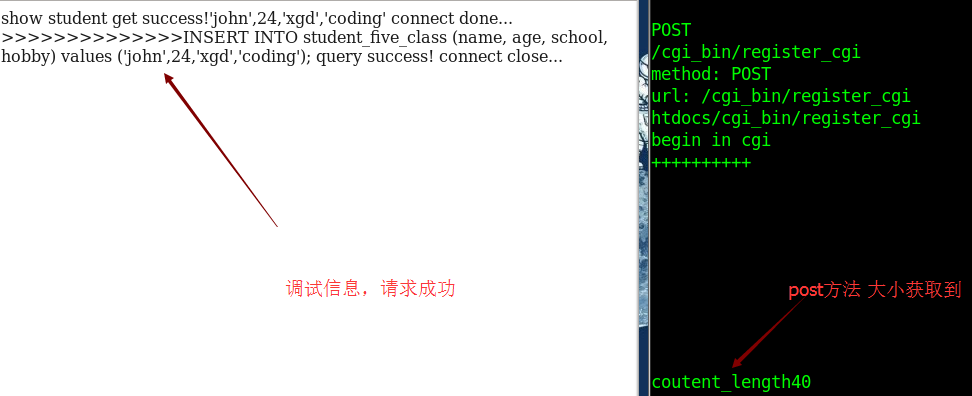 show student get success!'john',24,'xgd','coding' connect done...
>>>>>>>>>>>>>>INSERT INTO student_five_class (name, age, school,
hobby) values ('john',24,'xgd','coding'); query success! connect close...
调试信息，请求成功
POST
/cgi_bin/register_cgi
method: POST
url: /cgi_bin/register_cgi
htdocs/cgi_bin/register_cgi
begin in cgi
++++++++++
post方法 大小获取到
coutent_length40